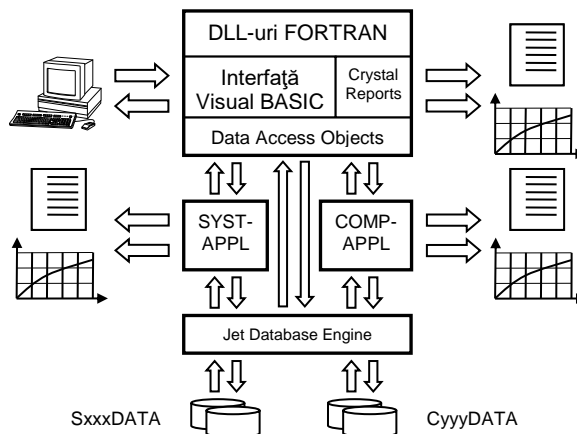 DLL-uri FORTRAN
Interfaţă
Visual BASIC
Crystal
Reports
Data Access Objects
SYST-
APPL
COMP-
APPL
Jet Database Engine
SxxxDATA
CyyyDATA